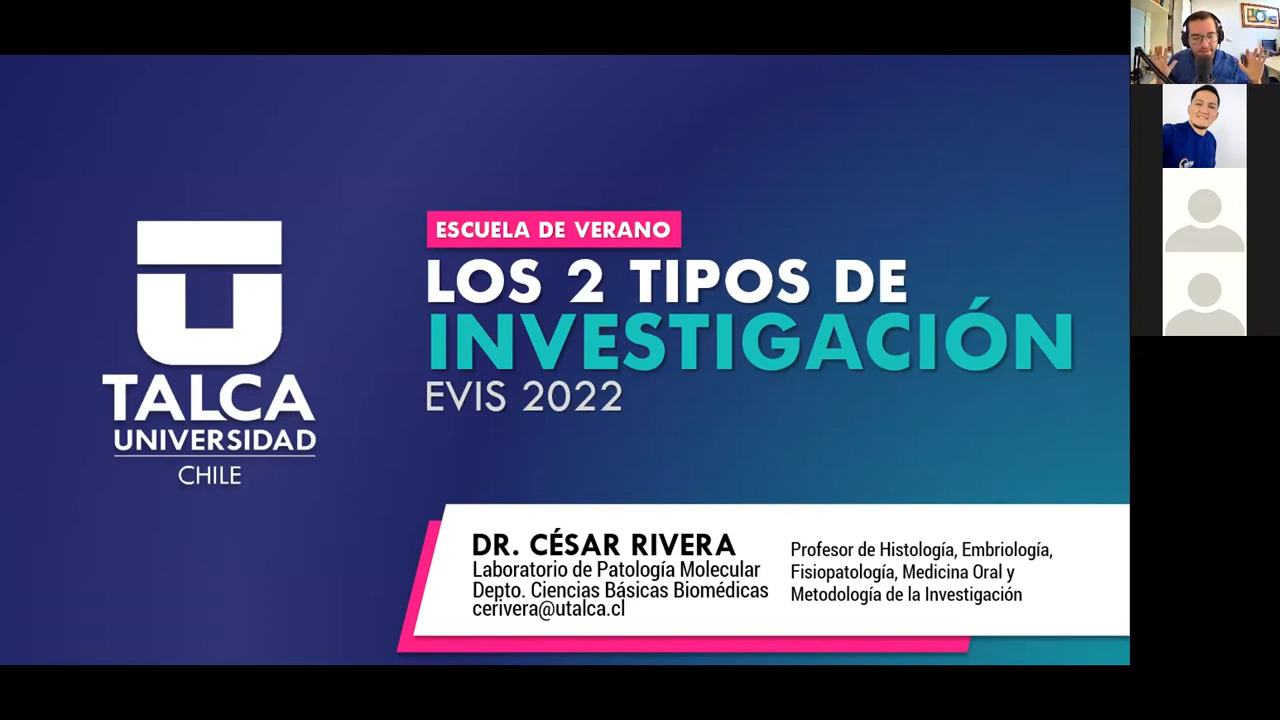 TALCA
UNIVERSIDAD
CHILE
ESCUELA DE VERANO
LOS 2 TIPOS DE
INVESTIGACIÓN
EVIS 2022
DR. CÉSAR RIVERA
Laboratorio de Patología Molecular
Depto. Ciencias Básicas Biomédicas
cerivera@utalca.cl
Profesor de Histología, Embriología,
Fisiopatología, Medicina Oral y
Metodología de la Investigación